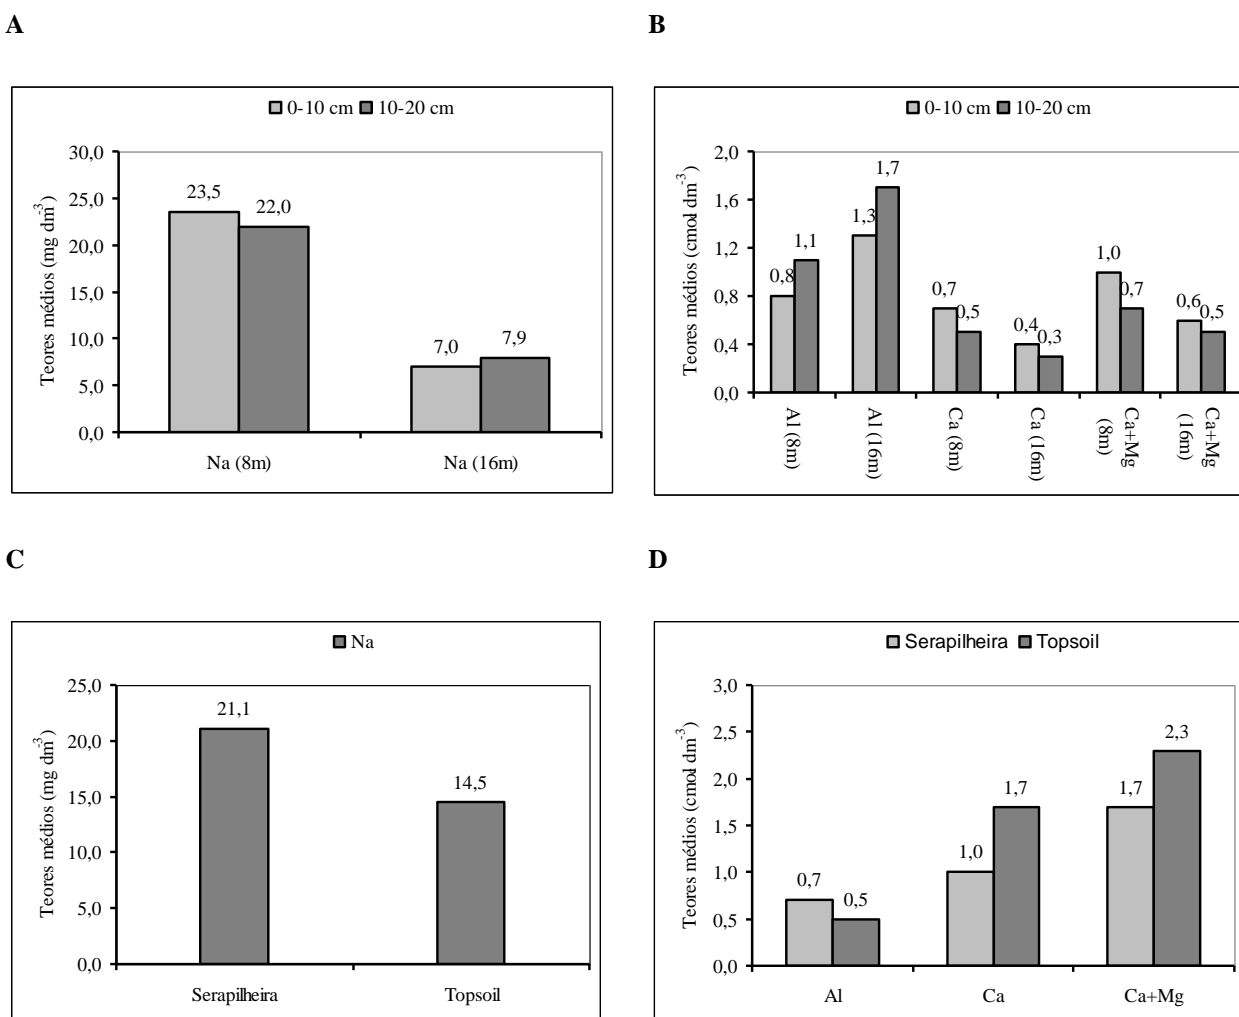 A
0-10 cm 10-20 cm
Teores médios (mg dm-3)
30,0
25,0
20,0
15,0
10,0
5,0
0,0
23,5
22,0
7,0
7,9
Na (8m)
Na (16m)
B
0-10 cm 10-20 cm
Teores médios (cmol dm-3)
2,0
1,6
1,2
0,8
0,4
0,0
0,8
1,1
1,3
1,7
0,7
0,5
0,4
0,3
1,0
0,7
0,6
0,5
Al (8m)
Al (16m)
Ca (8m)
Ca (16m)
Ca+Mg
(8m)
Ca+Mg
(16m)
C
Na
Teores médios (mg dm-3)
25,0
20,0
15,0
10,0
5,0
0,0
21,1
14,5
Serapilheira
Topsoil
D
Serapilheira Topsoil
Teores médios (cmol dm-3)
3,0
2,5
2,0
1,5
1,0
0,5
0,0
0,7
0,5
1,0
1,7
1,7
2,3
Al
Ca
Ca+Mg